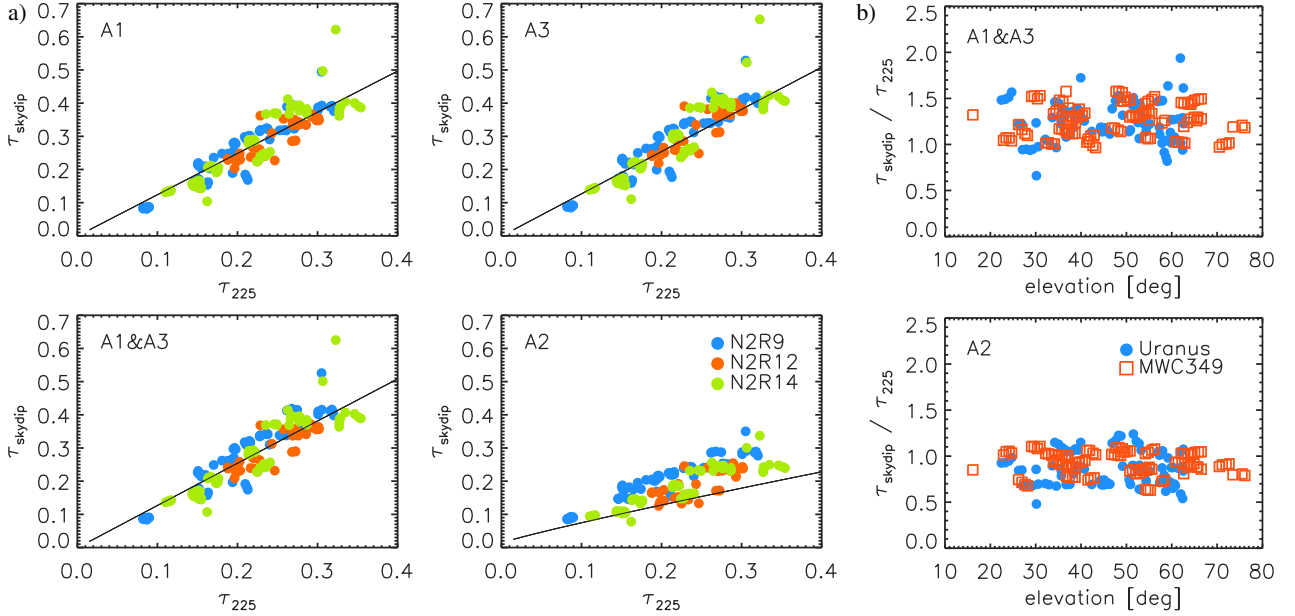 a)
A1
0.7
0.6
0.5
0.4
0.3
0.2
0.1
0.0
τskydip
0.0 0.1 0.2 0.3 0.4
τ225
A3
0.7
0.6
0.5
0.4
0.3
0.2
0.1
0.0
τskydip
0.0 0.1 0.2 0.3 0.4
τ225
b)
A1&A3
2.5
2.0
1.5
1.0
0.5
0.0
τskydip / τ225
10 20 30 40 50 60 70 80
elevation [deg]
A1&A3
0.7
0.6
0.5
0.4
0.3
0.2
0.1
0.0
τskydip
0.0 0.1 0.2 0.3 0.4
τ225
A2
N2R9
N2R12
N2R14
0.7
0.6
0.5
0.4
0.3
0.2
0.1
0.0
τskydip
0.0 0.1 0.2 0.3 0.4
τ225
A2
Uranus
MWC349
2.5
2.0
1.5
1.0
0.5
0.0
τskydip / τ225
10 20 30 40 50 60 70 80
elevation [deg]